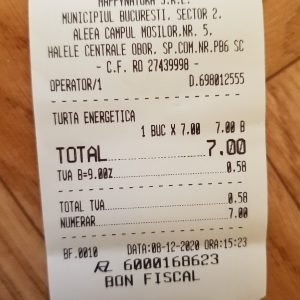 HAPPYNATURA S.R.L.
MUNICIPIUL BUCURESTI, SECTOR 2,
ALEEA CAMPUL MOSILOR,NR. 5,
HALELE CENTRALE OBOR, SP.COM.NR.PB6 SC
- C.F. RO 27439998 -
OPERATOR/1 D.698012555
TURTA ENERGETICA
1 BUC X 7.00 7.00 B
TOTAL 7.00
TVA B=9.00% 0.58
TOTAL TVA 0.58
NUMERAR 7.00
BF.0010 DATA:08-12-2020 ORA:15:23
6000168623
BON FISCAL